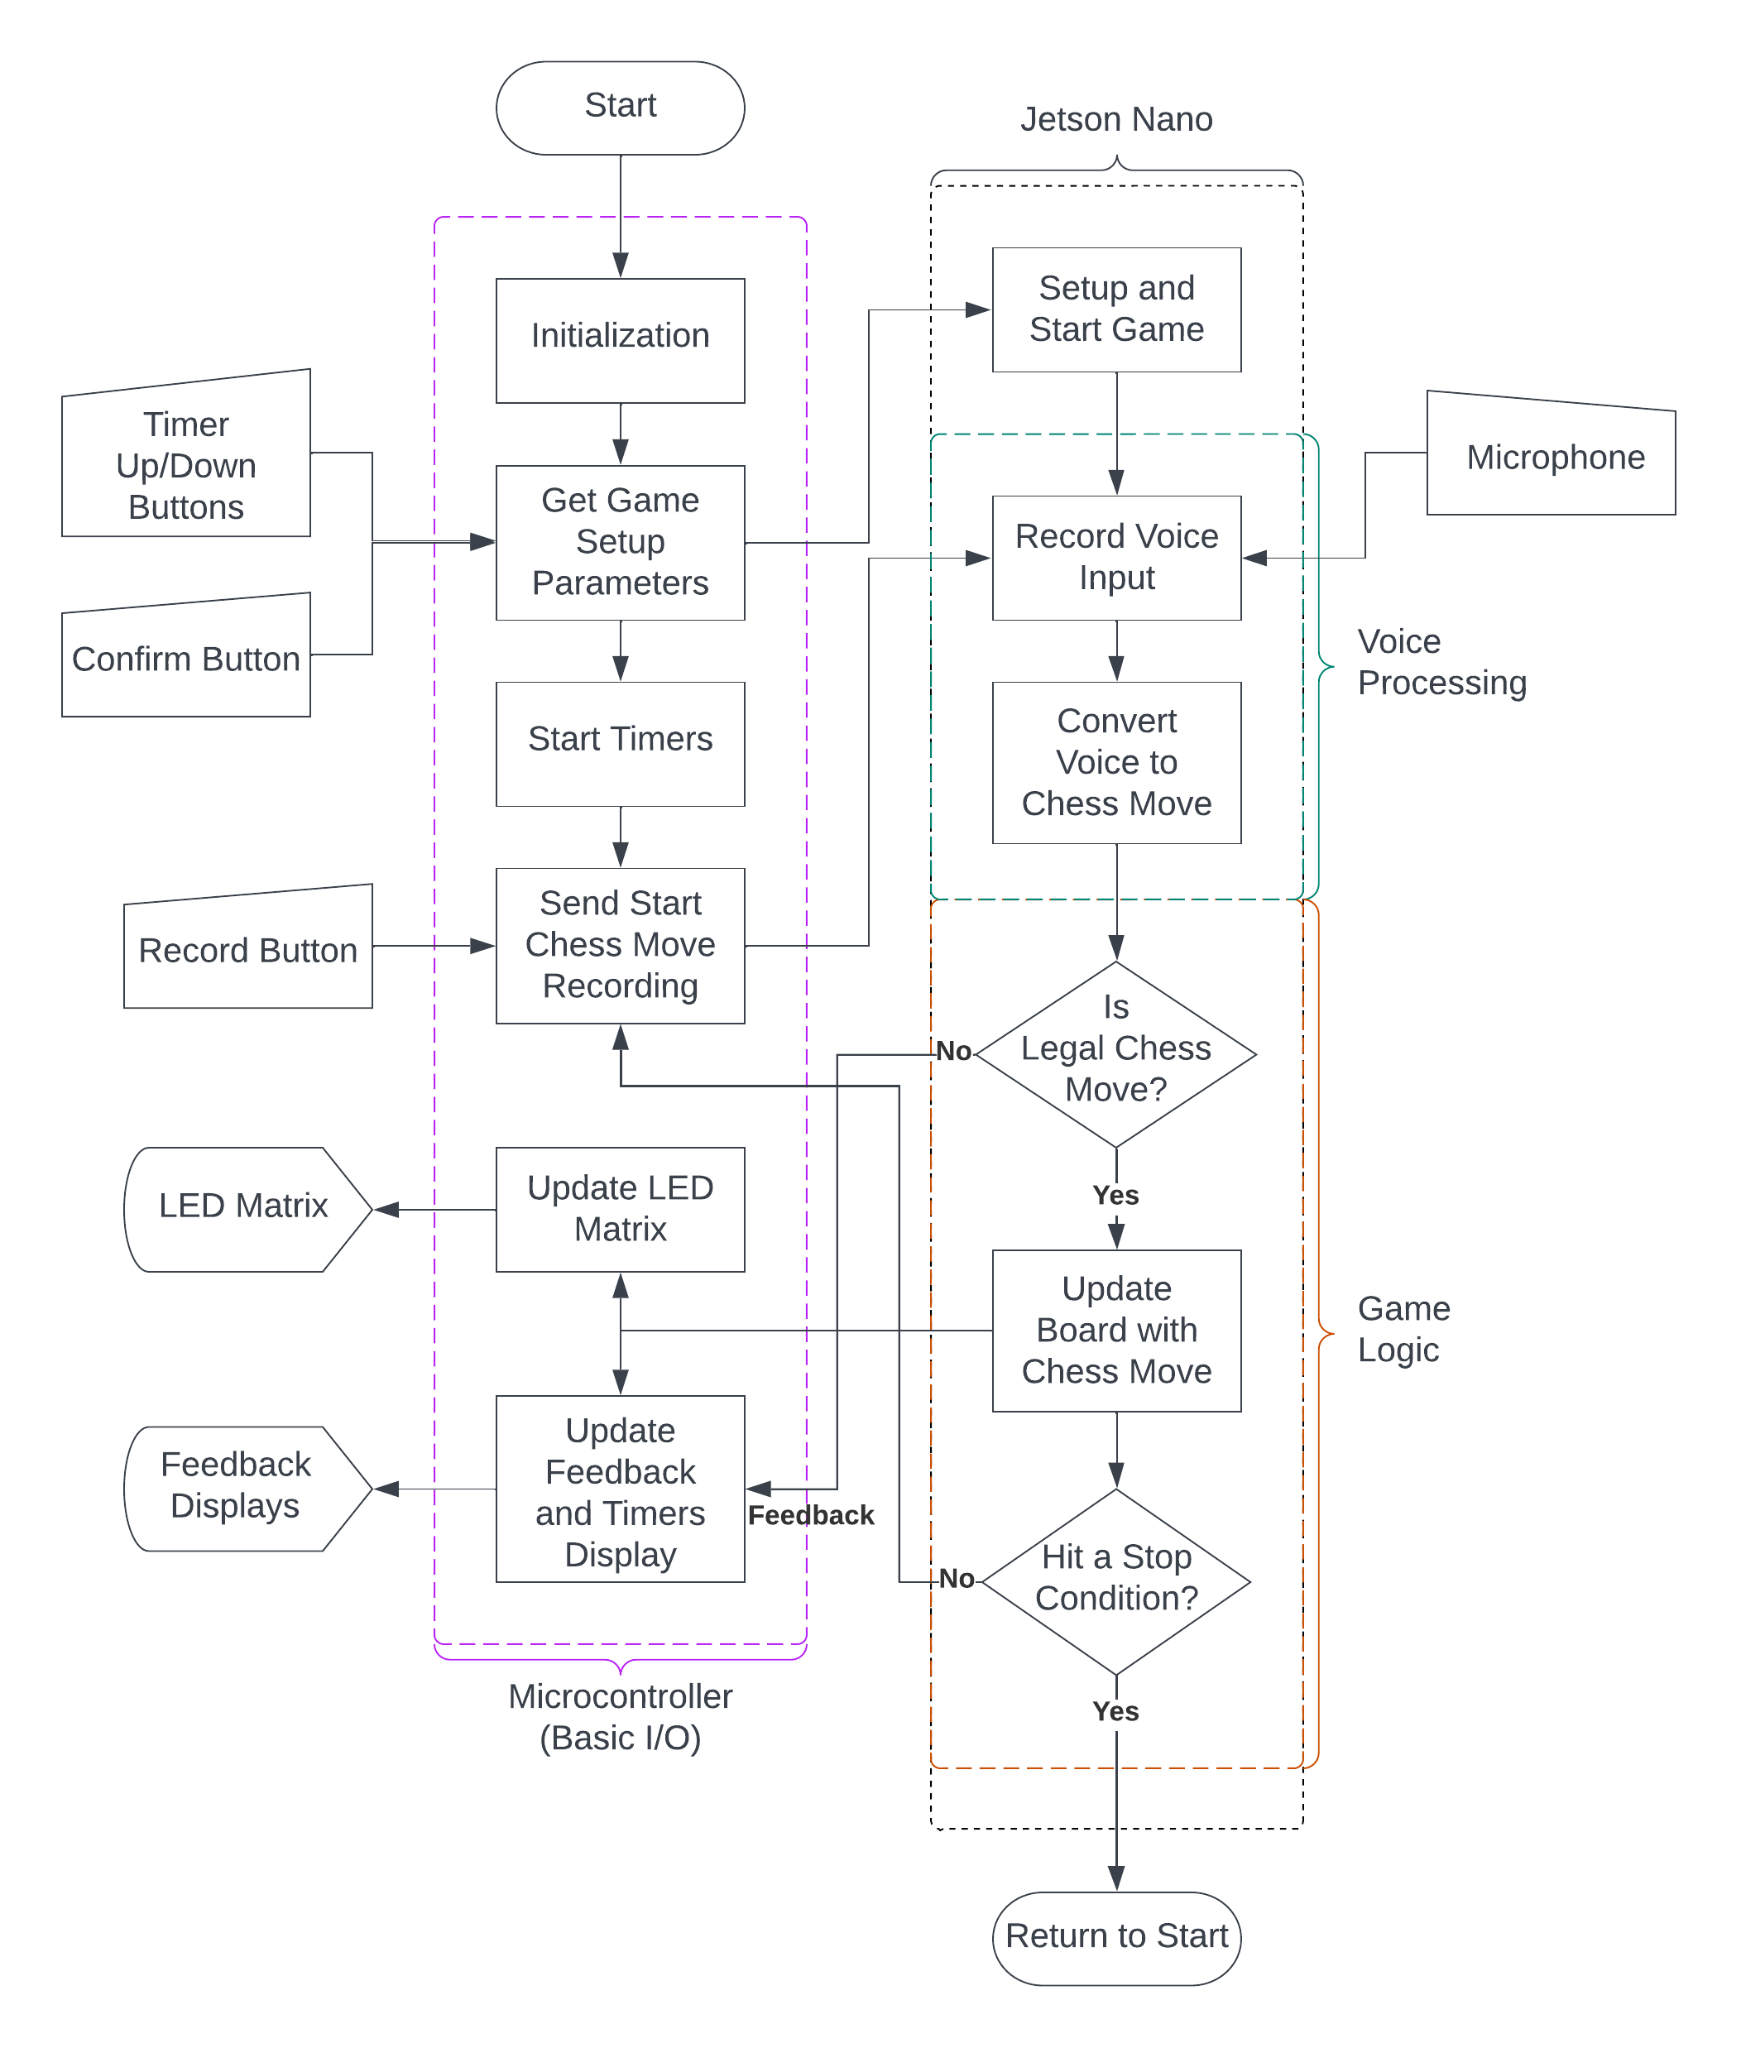 Start
Jetson Nano
Initialization
Setup and
Start Game
Timer
Up/Down
Buttons
Microphone
Get Game
Setup
Parameters
Record Voice
Input
Confirm Button
Voice
Processing
Start Timers
Convert
Voice to
Chess Move
Record Button
Send Start
Chess Move
Recording
Is
Legal Chess
Move?
No
Yes
LED Matrix
Update LED
Matrix
Update
Board with
Chess Move
Game
Logic
Feedback
Displays
Update
Feedback
and Timers
Display
Feedback
Hit a Stop
Condition?
No
Yes
Microcontroller
(Basic I/O)
Return to Start